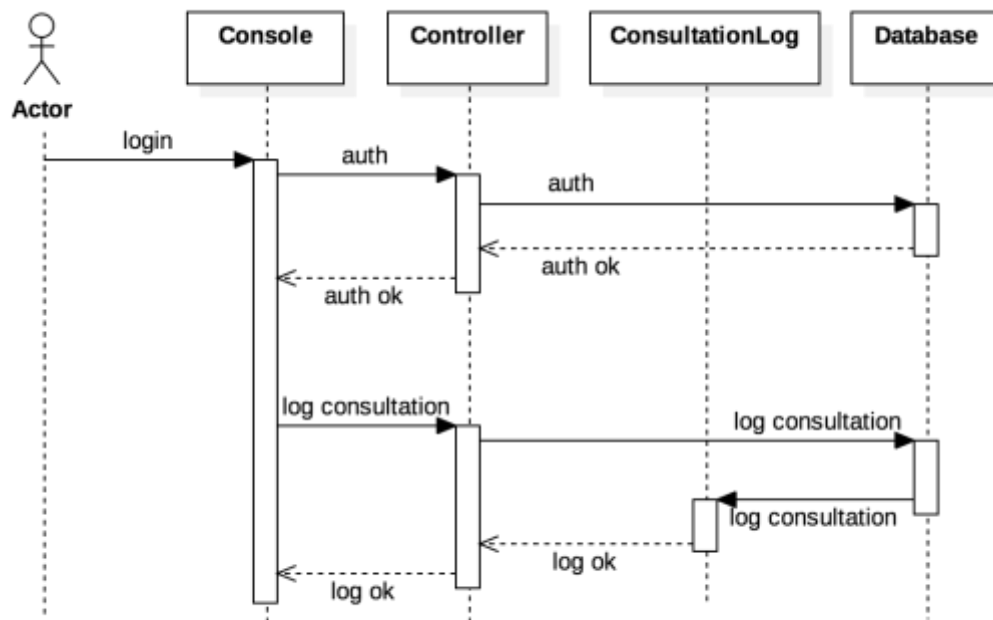 Console
Controller
ConsultationLog
Database
Actor
login
auth
auth
auth ok
auth ok
log consultation
log consultation
log consultation
log ok
log ok